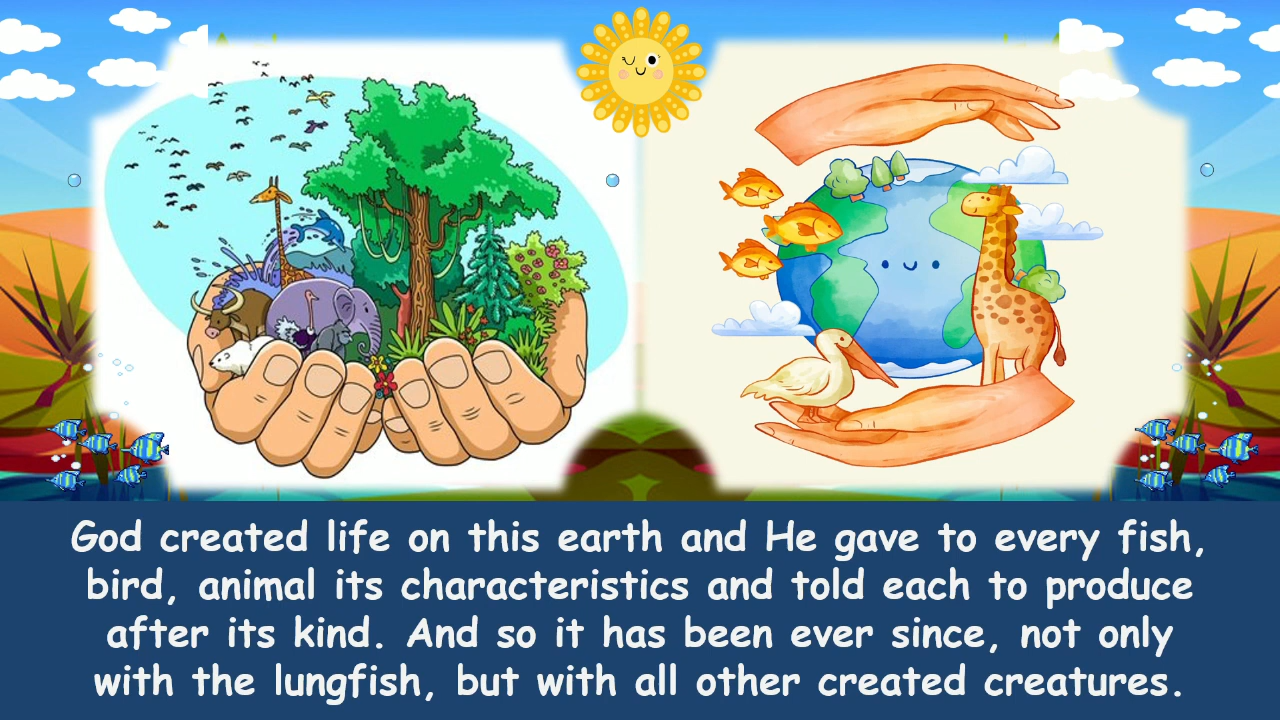 God created life on this earth and He gave to every fish,
bird, animal its characteristics and told each to produce
after its kind. And so it has been ever since, not only
with the lungfish, but with all other created creatures.